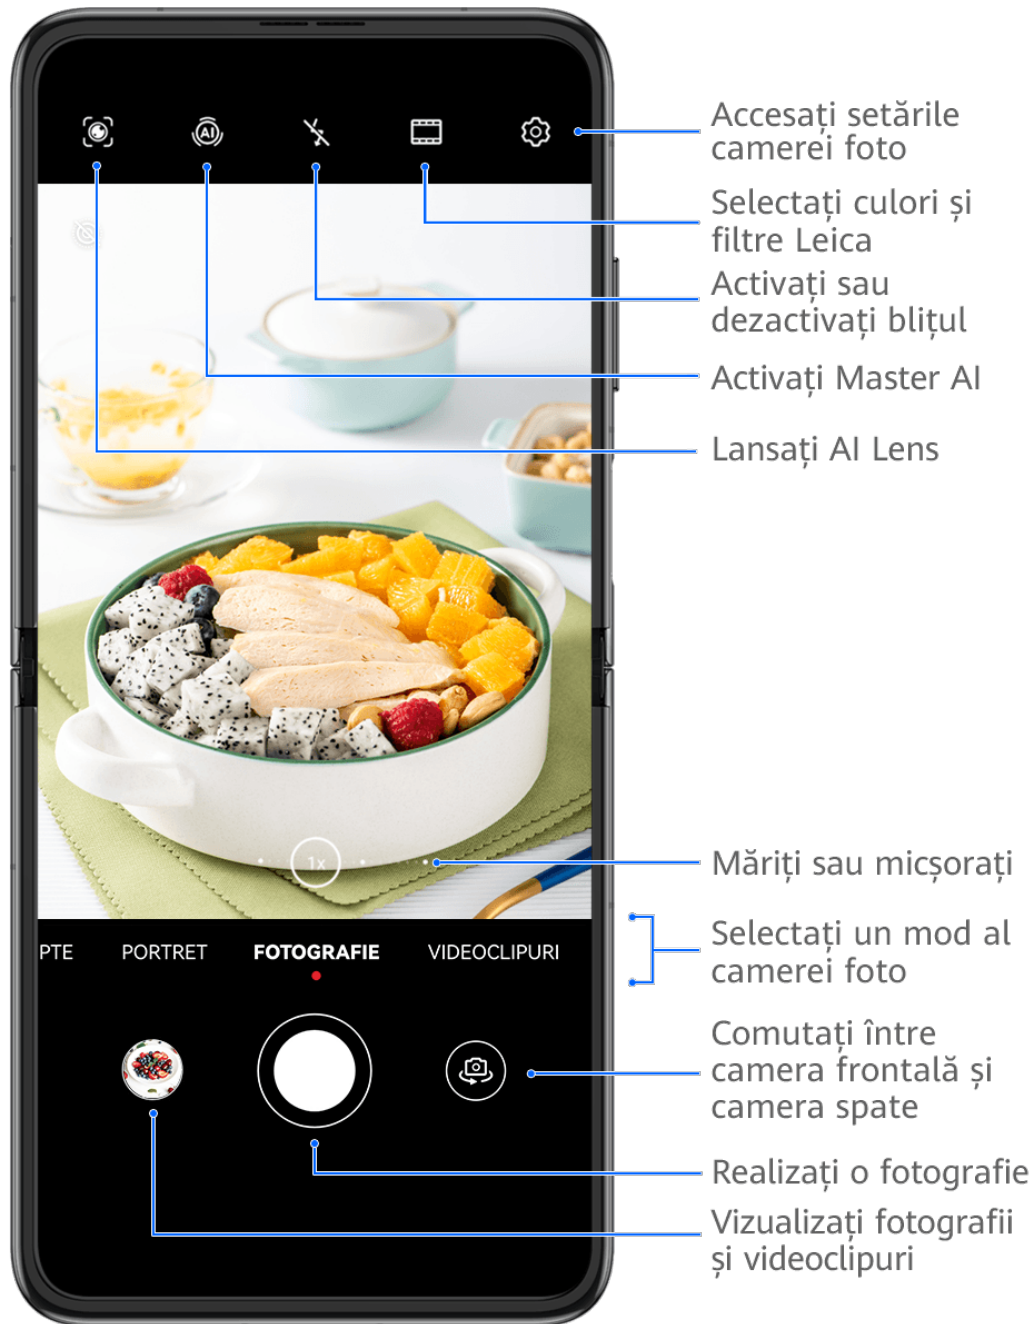 AI
Accesați setările
camerei foto
Selectați culori și
filtre Leica
Activați sau
dezactivați blițul
Activați Master AI
Lansați AI Lens
1x
Măriți sau micșorați
PTE PORTRET FOTOGRAFIE VIDEOCLIPURI
Selectați un mod al
camerei foto
Comutați între
camera frontală și
camera spate
Realizați o fotografie
Vizualizați fotografii
și videoclipuri